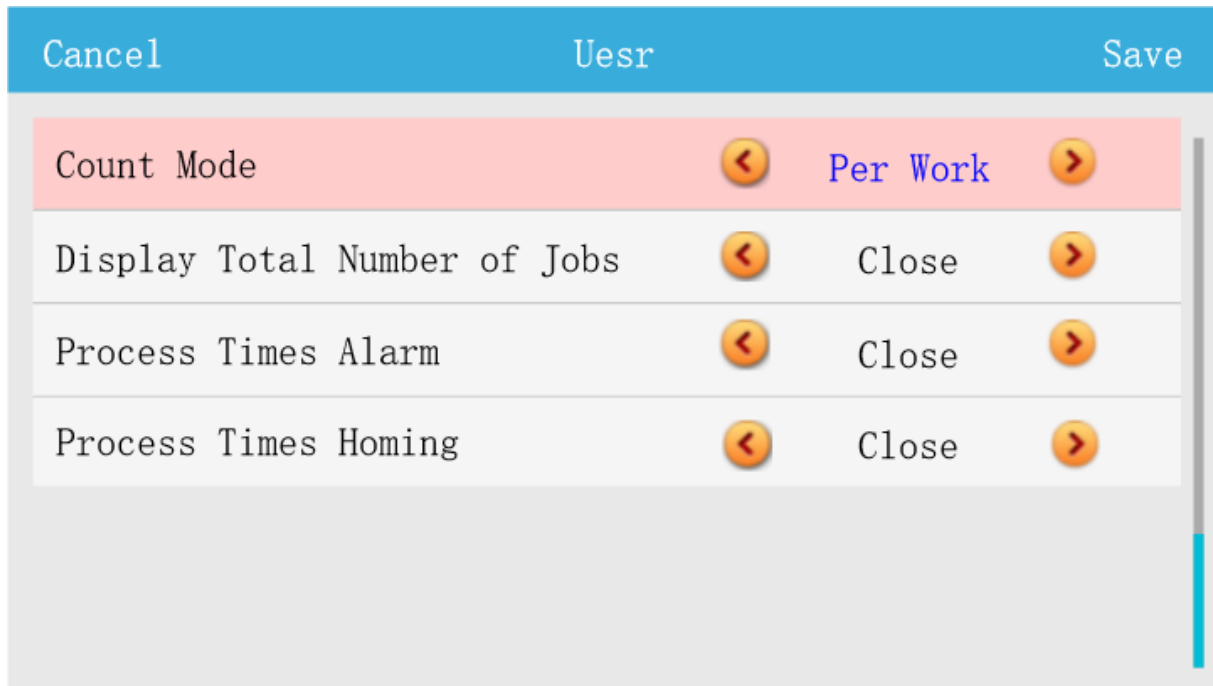 Cancel Uesr Save
Count Mode Per Work
Display Total Number of Jobs Close
Process Times Alarm Close
Process Times Homing Close